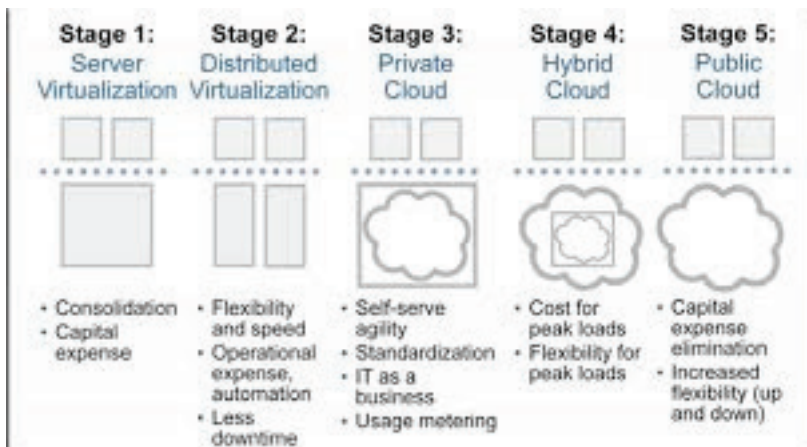 Stage 1:
Server
Virtualization
Stage 2:
Distributed
Virtualization
Stage 3:
Private
Cloud
Stage 4:
Hybrid
Cloud
Stage 5:
Public
Cloud
• Consolidation
• Capital
expense
• Flexibility
and speed
• Operational
expense,
automation
• Less
downtime
• Self-serve
agility
• Standardization
• IT as a
business
• Usage metering
• Cost for
peak loads
• Flexibility for
peak loads
• Capital
expense
elimination
• Increased
flexibility (up
and down)